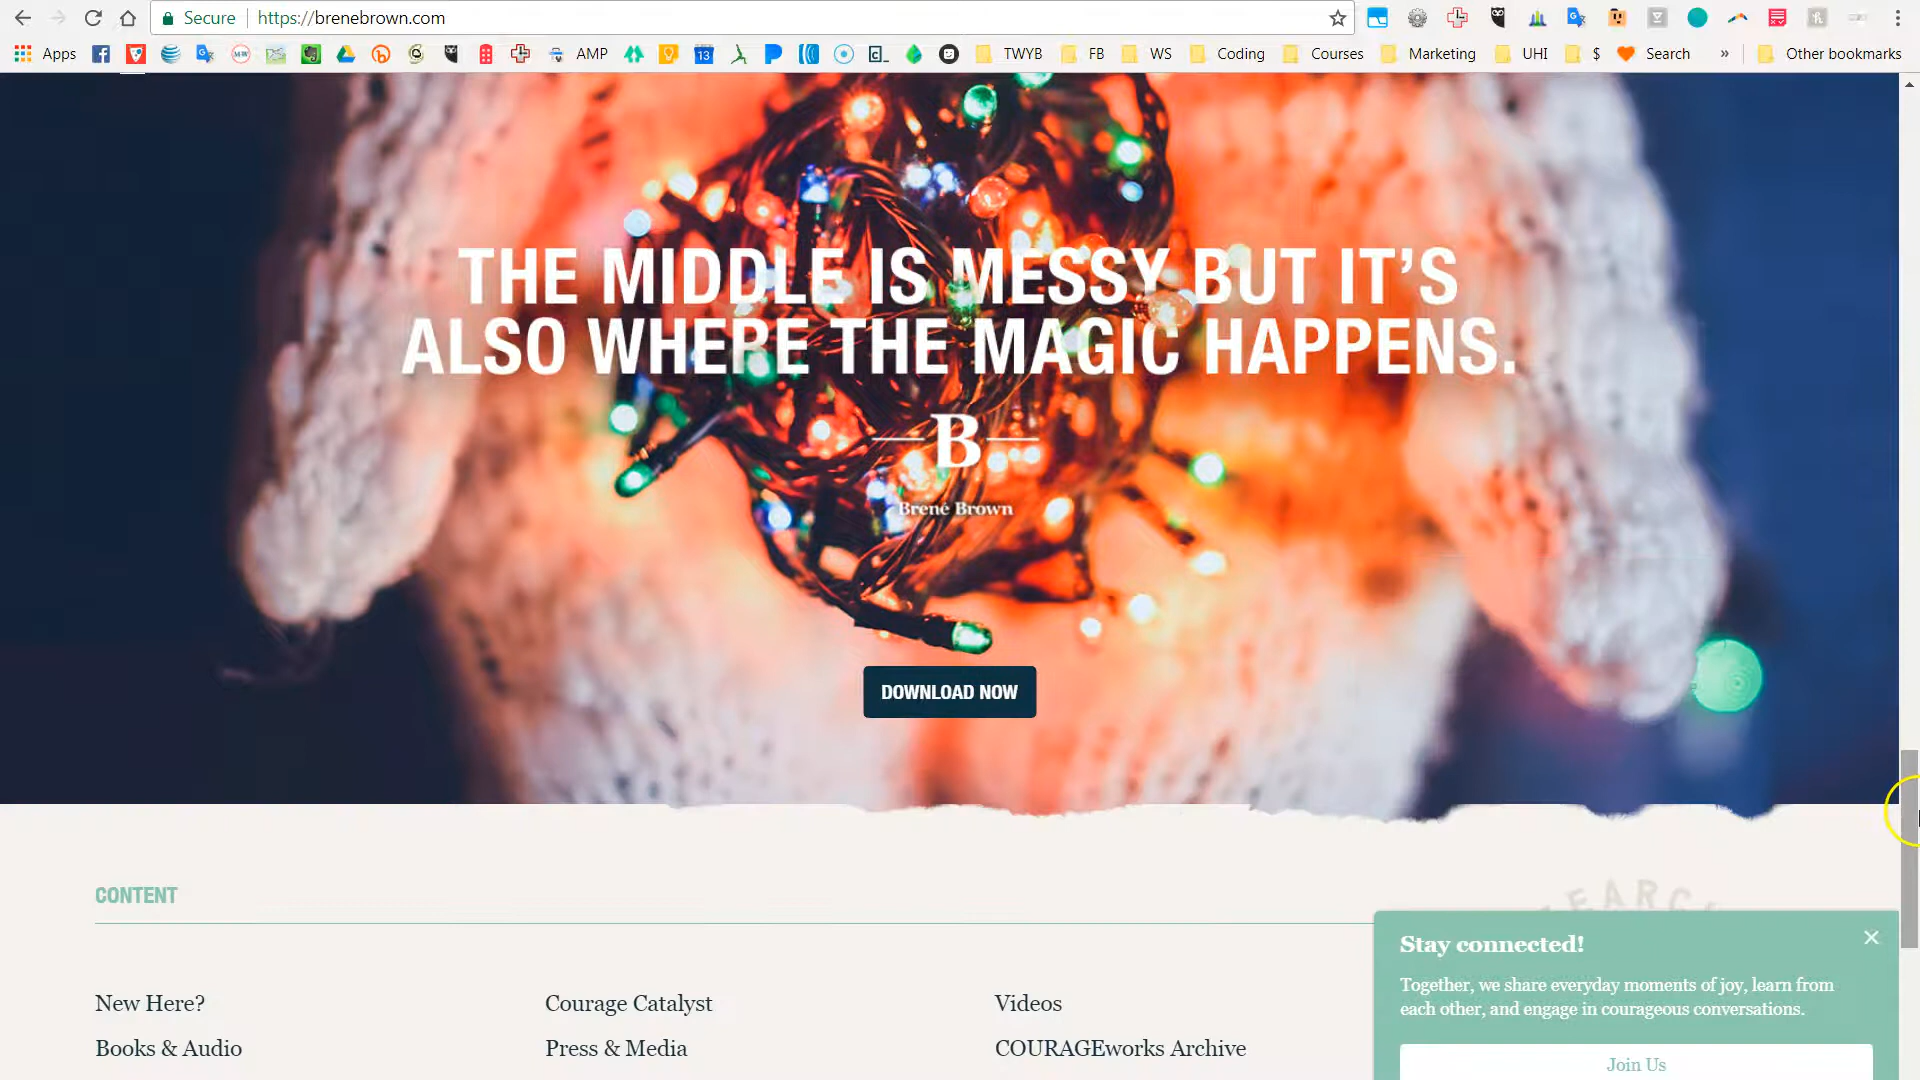 Secure
https://brenebrown.com
Apps
AMP
13
TWYB
FB
WS
Coding
Courses
Marketing
UHI
$
Search
»
Other bookmarks
THE MIDDLE IS MESSY BUT IT’S
ALSO WHERE THE MAGIC HAPPENS.
B
Brené Brown
DOWNLOAD NOW
CONTENT
New Here?
Courage Catalyst
Videos
Books & Audio
Press & Media
COURAGEworks Archive
Stay connected!
Together, we share everyday moments of joy, learn from
each other, and engage in courageous conversations.
Join Us